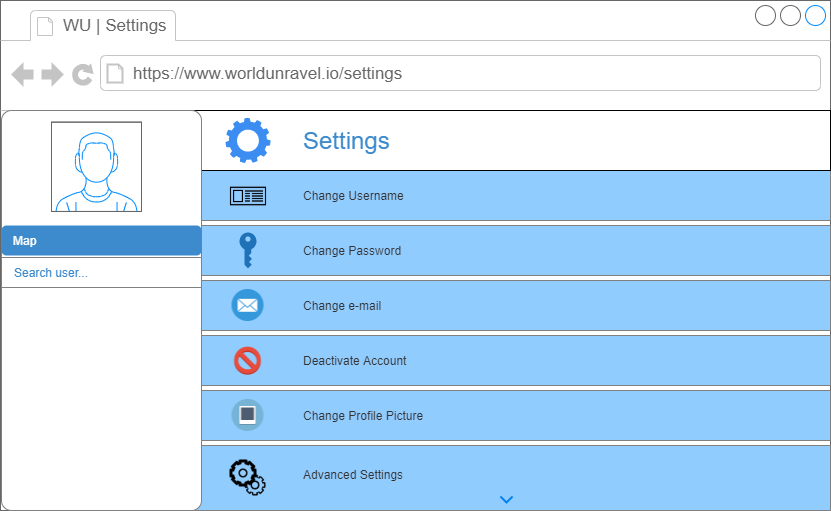 WU | Settings
https://www.worldunravel.io/settings
Settings
Map
Search user...
Change Username
Change Password
Change e-mail
Deactivate Account
Change Profile Picture
Advanced Settings